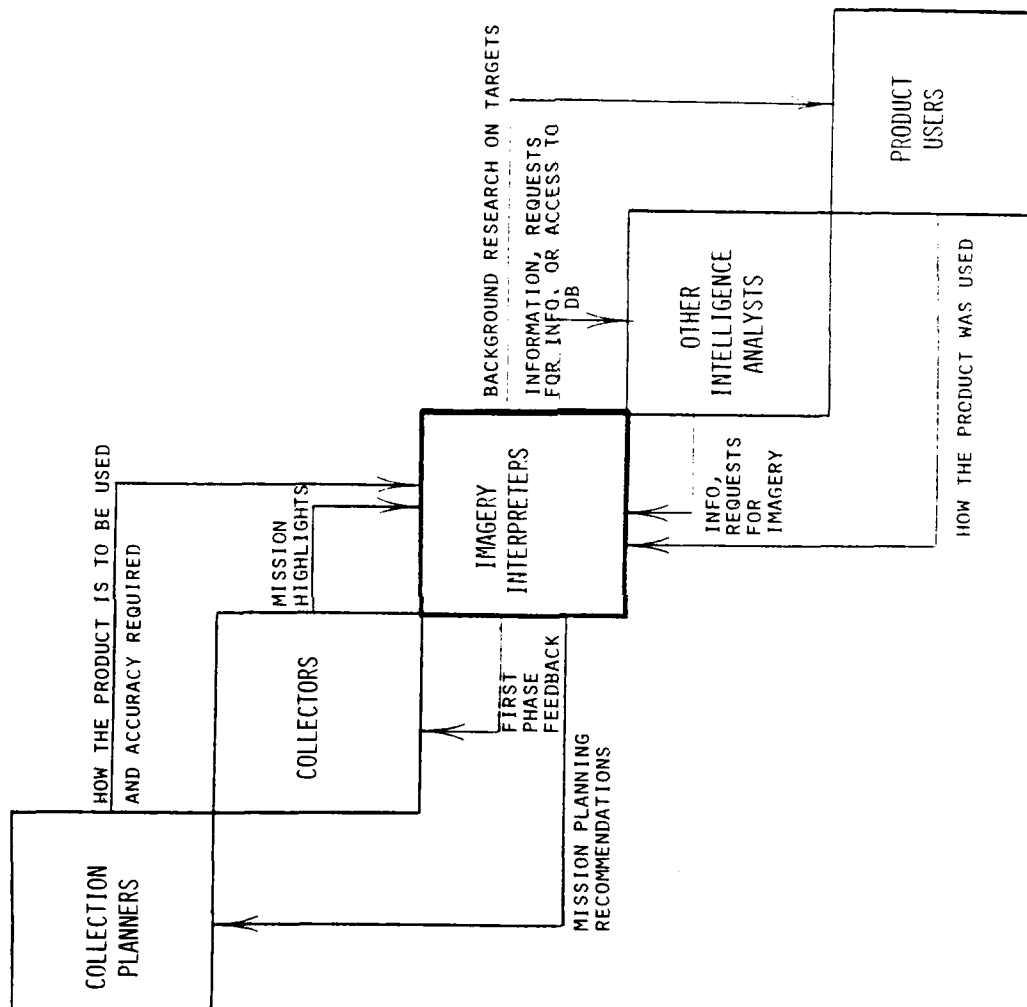 COLLECTION
PLANNERS
HOW THE PRODUCT IS TO BE USED
AND ACCURACY REQUIRED
COLLECTORS
MISSION
HIGHLIGHTS
FIRST
PHASE
FEEDBACK
MISSION PLANNING
RECOMMENDATIONS
IMAGERY
INTERPRETERS
BACKGROUND RESEARCH ON TARGETS
INFORMATION, REQUESTS
FOR INFO. OR ACCESS TO
DB
INFO,
REQUESTS
FOR
IMAGERY
OTHER
INTELLIGENCE
ANALYSTS
HOW THE PRODUCT WAS USED
PRODUCT
USERS